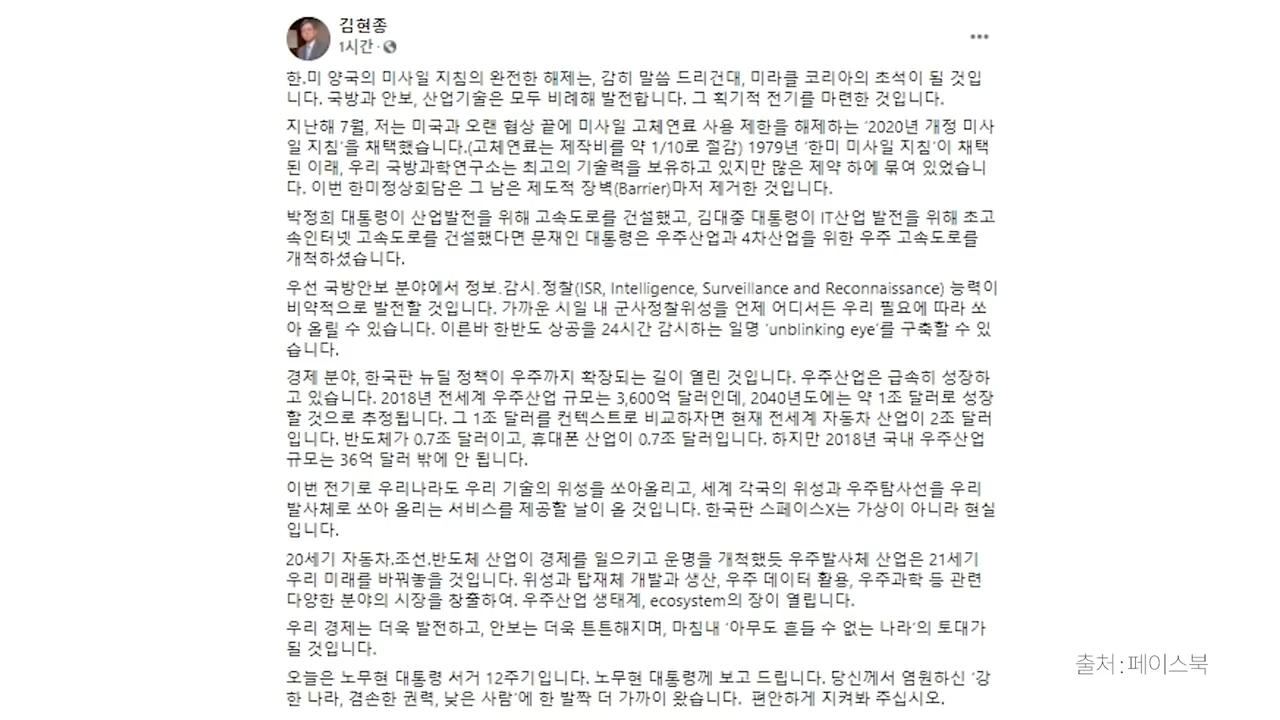 김현종
1시간 ·
한.미 양국의 미사일 지침의 완전한 해제는, 감히 말씀 드리건대, 미라클 코리아의 초석이 될 것입
니다. 국방과 안보, 산업기술은 모두 비례해 발전합니다. 그 획기적 전기를 마련한 것입니다.
지난해 7월, 저는 미국과 오랜 협상 끝에 미사일 고체연료 사용 제한을 해제하는 '2020년 개정 미사
일 지침'을 채택했습니다.(고체연료는 제작비를 약 1/10로 절감) 1979년 '한미 미사일 지침'이 채택
된 이래, 우리 국방과학연구소는 최고의 기술력을 보유하고 있지만 많은 제약 하에 묶여 있었습니
다. 이번 한미정상회담은 그 남은 제도적 장벽(Barrier)마저 제거한 것입니다.
박정희 대통령이 산업발전을 위해 고속도로를 건설했고, 김대중 대통령이 IT산업 발전을 위해 초고
속인터넷 고속도로를 건설했다면 문재인 대통령은 우주산업과 4차산업을 위한 우주 고속도로를
개척하셨습니다.
우선 국방안보 분야에서 정보.감시.정찰(ISR, Intelligence, Surveillance and Reconnaissance) 능력이
비약적으로 발전할 것입니다. 가까운 시일 내 군사정찰위성을 언제 어디서든 우리 필요에 따라 쏘
아 올릴 수 있습니다. 이른바 한반도 상공을 24시간 감시하는 일명 'unblinking eye'를 구축할 수 있
습니다.
경제 분야, 한국판 뉴딜 정책이 우주까지 확장되는 길이 열린 것입니다. 우주산업은 급속히 성장하
고 있습니다. 2018년 전세계 우주산업 규모는 3,600억 달러인데, 2040년도에는 약 1조 달러로 성장
할 것으로 추정됩니다. 그 1조 달러를 컨텍스트로 비교하자면 현재 전세계 자동차 산업이 2조 달러
입니다. 반도체가 0.7조 달러이고, 휴대폰 산업이 0.7조 달러입니다. 하지만 2018년 국내 우주산업
규모는 36억 달러 밖에 안 됩니다.
이번 전기로 우리나라도 우리 기술의 위성을 쏘아올리고, 세계 각국의 위성과 우주탐사선을 우리
발사체로 쏘아 올리는 서비스를 제공할 날이 올 것입니다. 한국판 스페이스X는 가상이 아니라 현실
입니다.
20세기 자동차.조선.반도체 산업이 경제를 일으키고 운명을 개척했듯 우주발사체 산업은 21세기
우리 미래를 바꿔놓을 것입니다. 위성과 탑재체 개발과 생산, 우주 데이터 활용, 우주과학 등 관련
다양한 분야의 시장을 창출하여. 우주산업 생태계, ecosystem의 장이 열립니다.
우리 경제는 더욱 발전하고, 안보는 더욱 튼튼해지며, 마침내 '아무도 흔들 수 없는 나라'의 토대가
될 것입니다.
출처 : 페이스북
오늘은 노무현 대통령 서거 12주기입니다. 노무현 대통령께 보고 드립니다. 당신께서 염원하신 '강
한 나라, 겸손한 권력, 낮은 사람'에 한 발짝 더 가까이 왔습니다. 편안하게 지켜봐 주십시오.